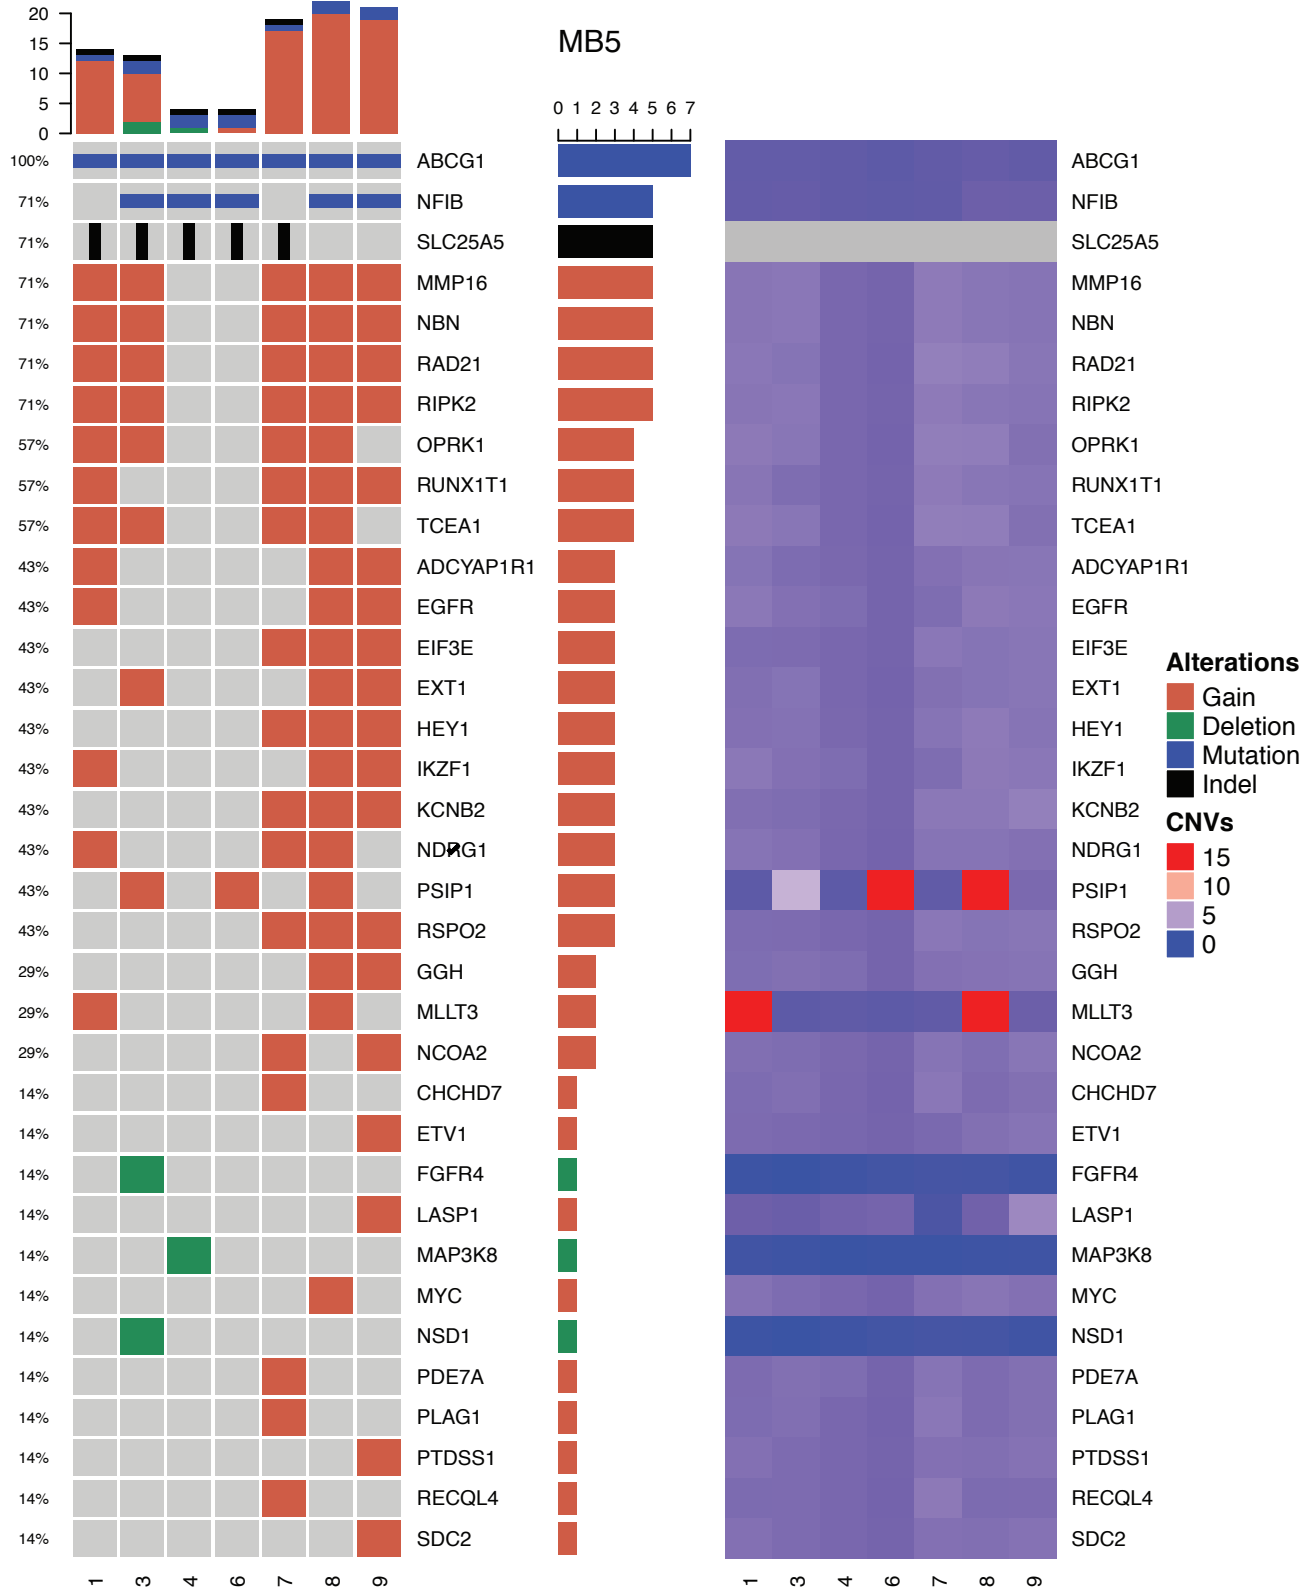 MB5
20
15
10
5
0
0 1 2 3 4 5 6 7
100% ABCG1 ABCG1
71% NFIB NFIB
71% SLC25A5 SLC25A5
71% MMP16 MMP16
71% NBN NBN
71% RAD21 RAD21
71% RIPK2 RIPK2
57% OPRK1 OPRK1
57% RUNX1T1 RUNX1T1
57% TCEA1 TCEA1
43% ADCYAP1R1 ADCYAP1R1
43% EGFR EGFR
43% EIF3E EIF3E
43% EXT1 EXT1
43% HEY1 HEY1
43% IKZF1 IKZF1
43% KCNB2 KCNB2
43% NDRG1 NDRG1
43% PSIP1 PSIP1
43% RSPO2 RSPO2
29% GGH GGH
29% MLLT3 MLLT3
29% NCOA2 NCOA2
14% CHCHD7 CHCHD7
14% ETV1 ETV1
14% FGFR4 FGFR4
14% LASP1 LASP1
14% MAP3K8 MAP3K8
14% MYC MYC
14% NSD1 NSD1
14% PDE7A PDE7A
14% PLAG1 PLAG1
14% PTDSS1 PTDSS1
14% RECQL4 RECQL4
14% SDC2 SDC2
1 3 4 6 7 8 9 1 3 4 6 7 8 9
Alterations
Gain
Deletion
Mutation
Indel
CNVs
15
10
5
0